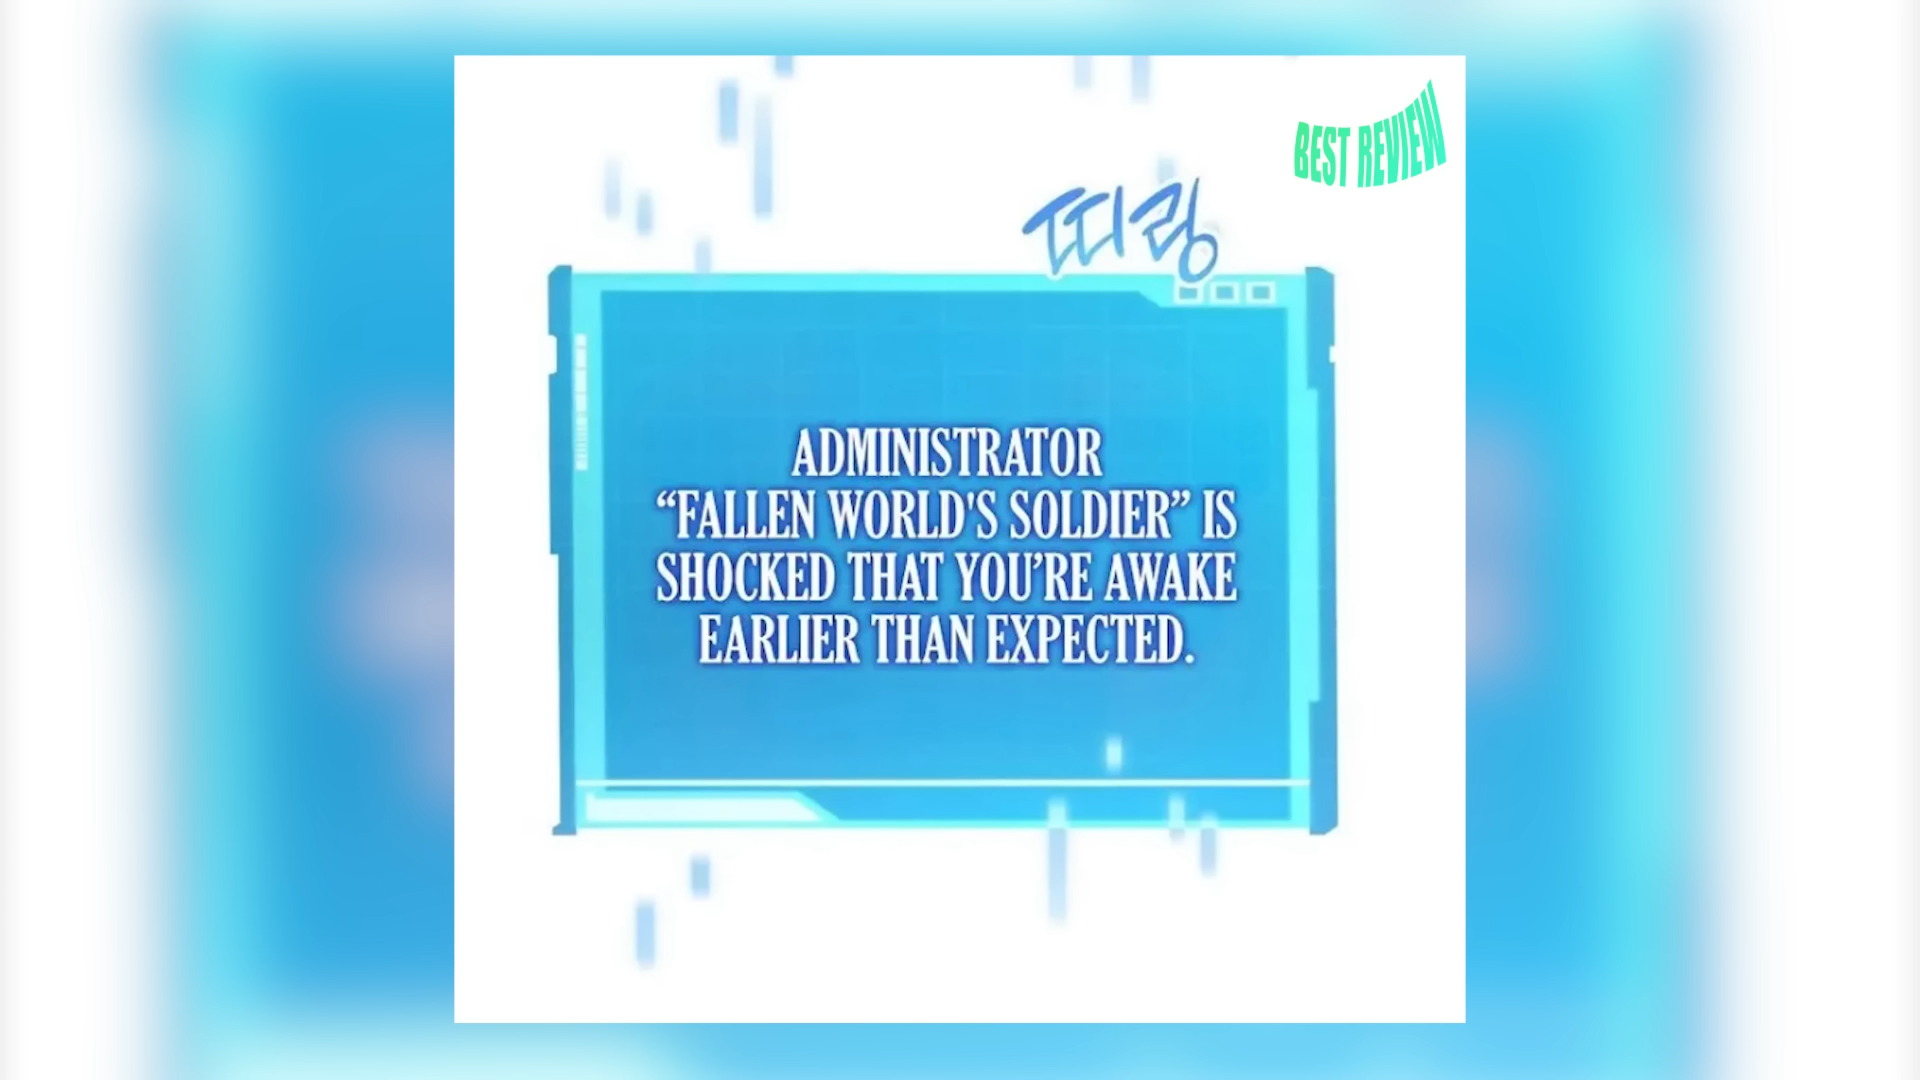 BEST REVIEW
띠링
ADMINISTRATOR
“FALLEN WORLD'S SOLDIER” IS
SHOCKED THAT YOU’RE AWAKE
EARLIER THAN EXPECTED.